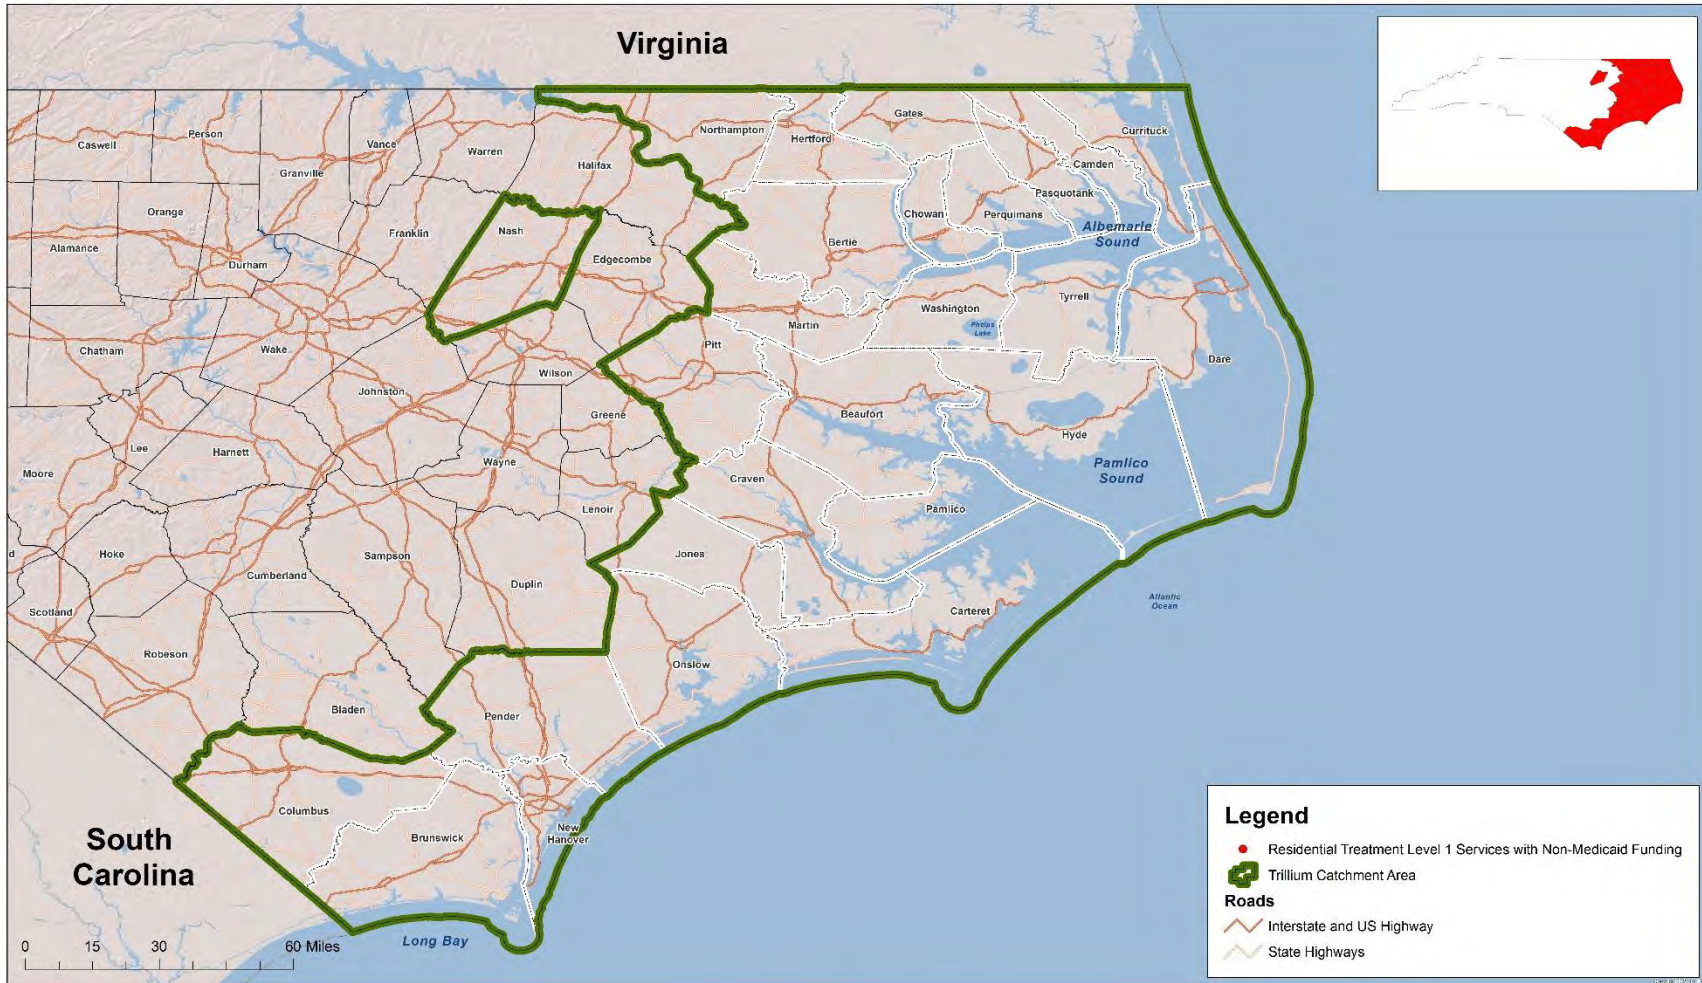 Virginia
Northampton
Gates
Hertford
Currituck
Camden
Pasquotank
Perquimans
Chowan
Albemarle
Sound
Bertie
Caswell
Person
Vance
Warren
Granville
Halifax
Orange
Franklin
Nash
Edgecombe
Alamance
Durham
Washington
Tyrrell
Phelps
Lake
Martin
Dare
Chatham
Wake
Pitt
Wilson
Johnston
Greene
Beaufort
Hyde
Lee
Harnett
Moore
Wayne
Craven
Pamlico
Sound
Lenoir
Pamlico
d
Hoke
Cumberland
Sampson
Jones
Duplin
Atlantic
Ocean
Scotland
Carteret
Robeson
Onslow
Bladen
Pender
Columbus
Brunswick
New
Hanover
South
Carolina
Long Bay
0 15 30 60 Miles
Legend
Residential Treatment Level 1 Services with Non-Medicaid Funding
Trillium Catchment Area
Roads
Interstate and US Highway
State Highways